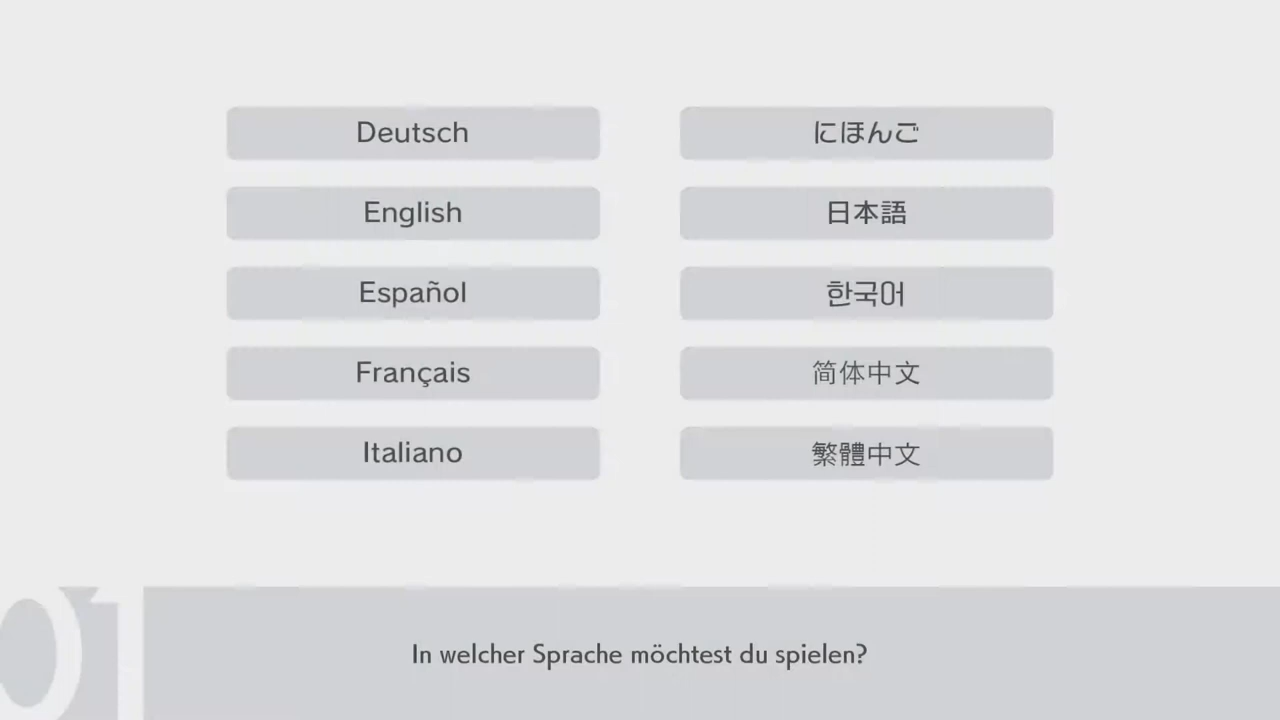 Deutsch
English
Español
Français
Italiano
にほんご
日本語
한국어
简体中文
繁體中文
01
In welcher Sprache möchtest du spielen?